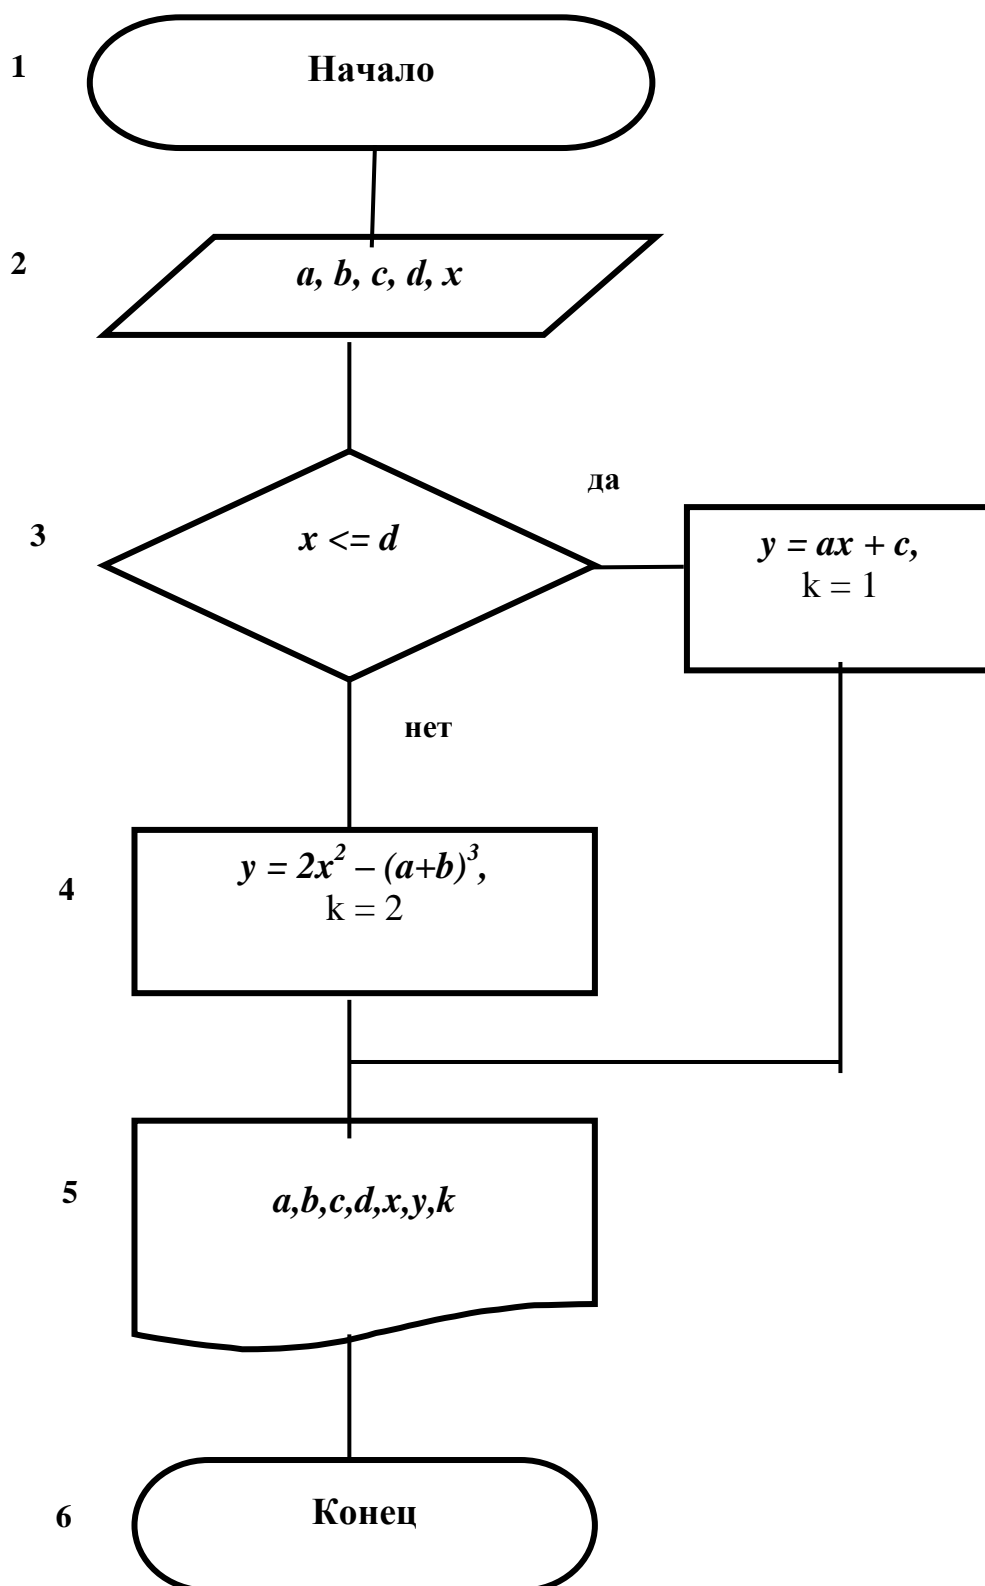 1
Начало
2
a, b, c, d, x
да
3
x <= d
y = ax + c,
k = 1
нет
4
y = 2x² – (a+b)³,
k = 2
5
a,b,c,d,x,y,k
6
Конец